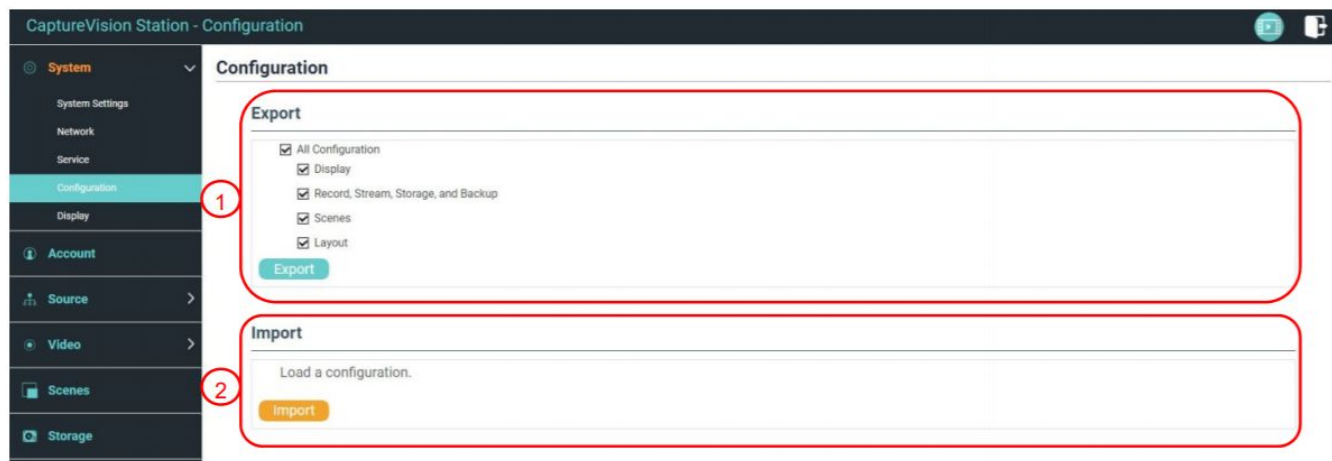 CaptureVision Station - Configuration
System
System Settings
Network
Service
Configuration
Display
Account
Source
Video
Scenes
Storage
Configuration
1
Export
All Configuration
Display
Record, Stream, Storage, and Backup
Scenes
Layout
Export
2
Import
Load a configuration.
Import